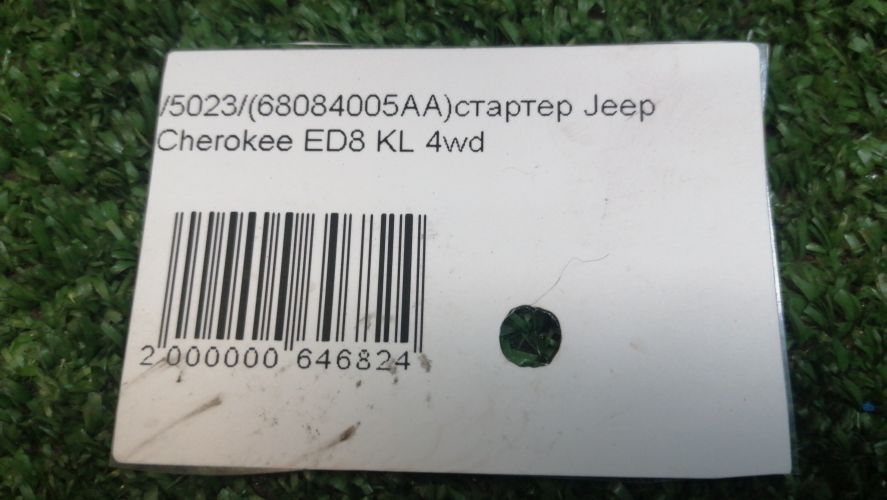 /5023/(68084005AA)стартер Jeep
Cherokee ED8 KL 4wd
2 000000 646824